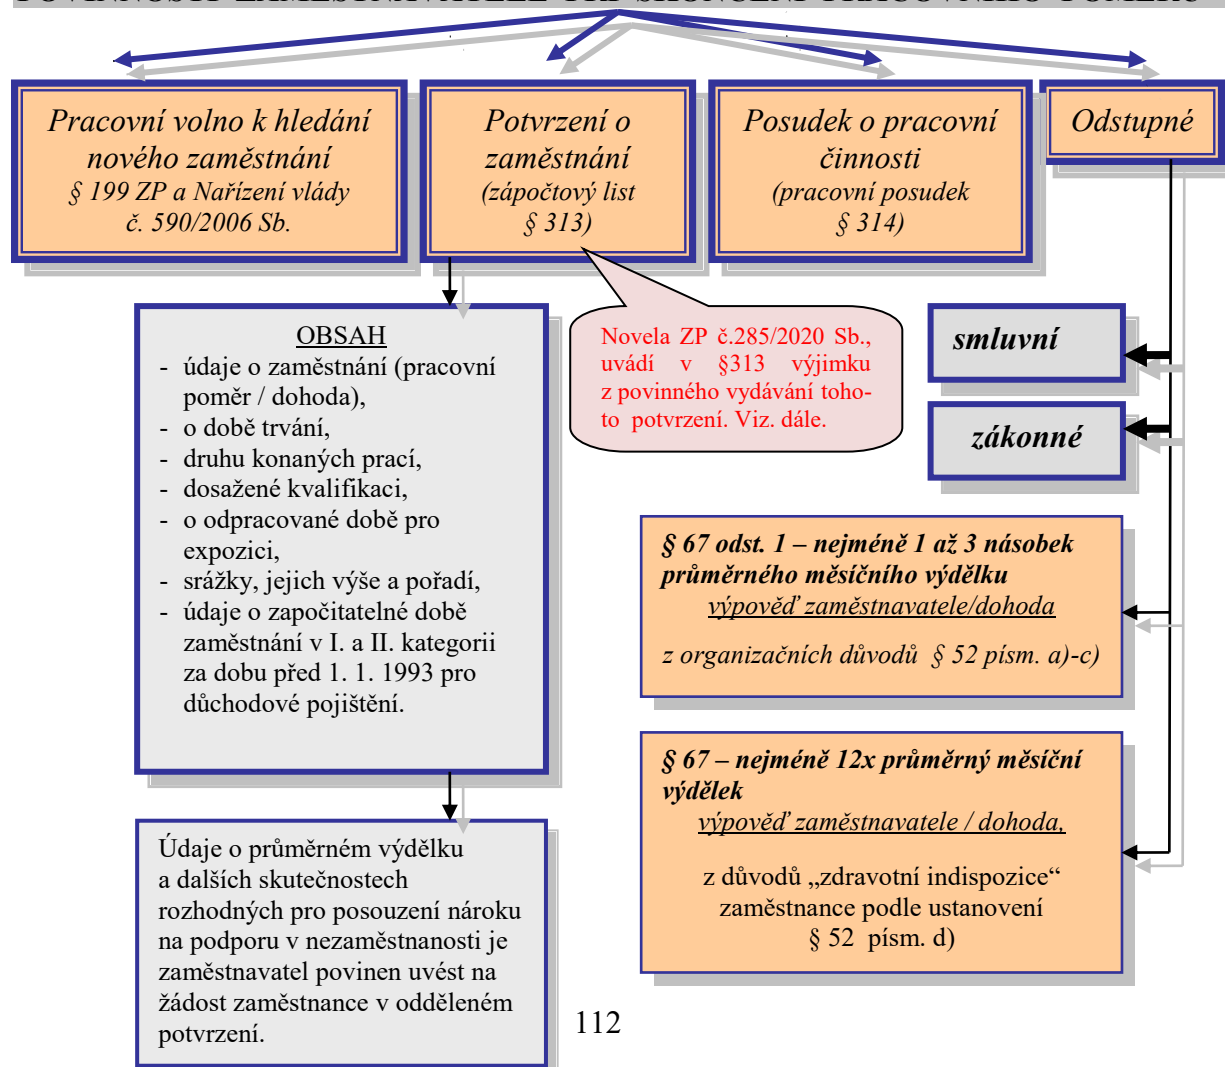 POVINNOSTI ZAMĚSTNAVATELE PŘI SKONČENÍ PRACOVNÍHO POMĚRU
Pracovní volno k hledání
nového zaměstnání
§ 199 ZP a Nařízení vlády
č. 590/2006 Sb.
Potvrzení o
zaměstnání
(zápočtový list
§ 313)
Posudek o pracovní
činnosti
(pracovní posudek
§ 314)
Odstupné
OBSAH
- údaje o zaměstnání (pracovní
poměr / dohoda),
- o době trvání,
- druhu konaných prací,
- dosažené kvalifikaci,
- o odpracované době pro
expozici,
- srážky, jejich výše a pořadí,
- údaje o započitatelné době
zaměstnání v I. a II. kategorii
za dobu před 1. 1. 1993 pro
důchodové pojištění.
Novela ZP č.285/2020 Sb.,
uvádí v §313 výjimku
z povinného vydávání toho-
to potvrzení. Viz. dále.
smluvní
zákonné
§ 67 odst. 1 – nejméně 1 až 3 násobek
průměrného měsíčního výdělku
výpověď zaměstnavatele/dohoda
z organizačních důvodů § 52 písm. a)-c)
§ 67 – nejméně 12x průměrný měsíční
výdělek
výpověď zaměstnavatele / dohoda,
z důvodů „zdravotní indispozice“
zaměstnance podle ustanovení
§ 52 písm. d)
Údaje o průměrném výdělku
a dalších skutečnostech
rozhodných pro posouzení nároku
na podporu v nezaměstnanosti je
zaměstnavatel povinen uvést na
žádost zaměstnance v odděleném
potvrzení.
112